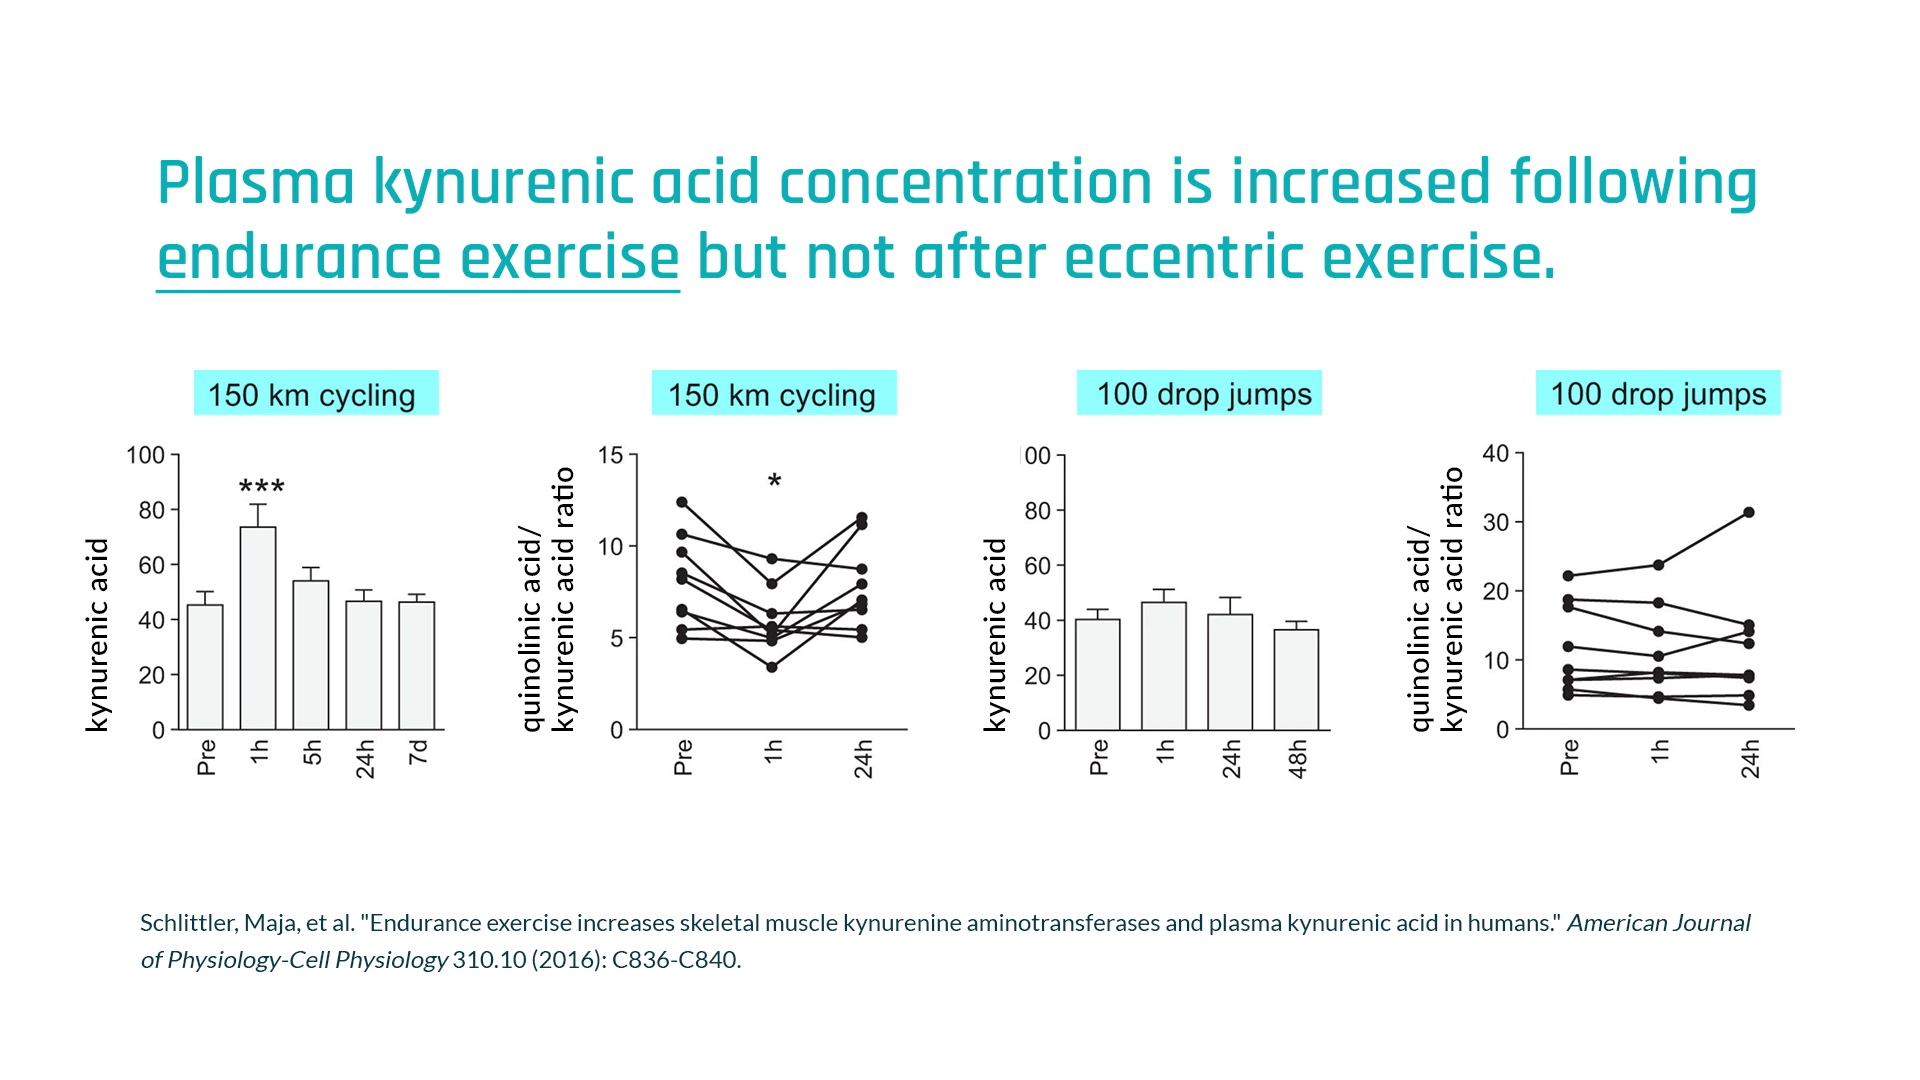 Plasma kynurenic acid concentration is increased following
endurance exercise but not after eccentric exercise.
150 km cycling
100
80
60
40
20
0
kynurenic acid
***
Pre
1h
5h
24h
7d
150 km cycling
15
10
5
0
quinolinic acid/
kynurenic acid ratio
*
Pre
1h
24h
100 drop jumps
00
80
60
40
20
0
kynurenic acid
Pre
1h
24h
48h
100 drop jumps
40
30
20
10
0
quinolinic acid/
kynurenic acid ratio
Pre
1h
24h
Schlittler, Maja, et al. "Endurance exercise increases skeletal muscle kynurenine aminotransferases and plasma kynurenic acid in humans." American Journal
of Physiology-Cell Physiology 310.10 (2016): C836-C840.